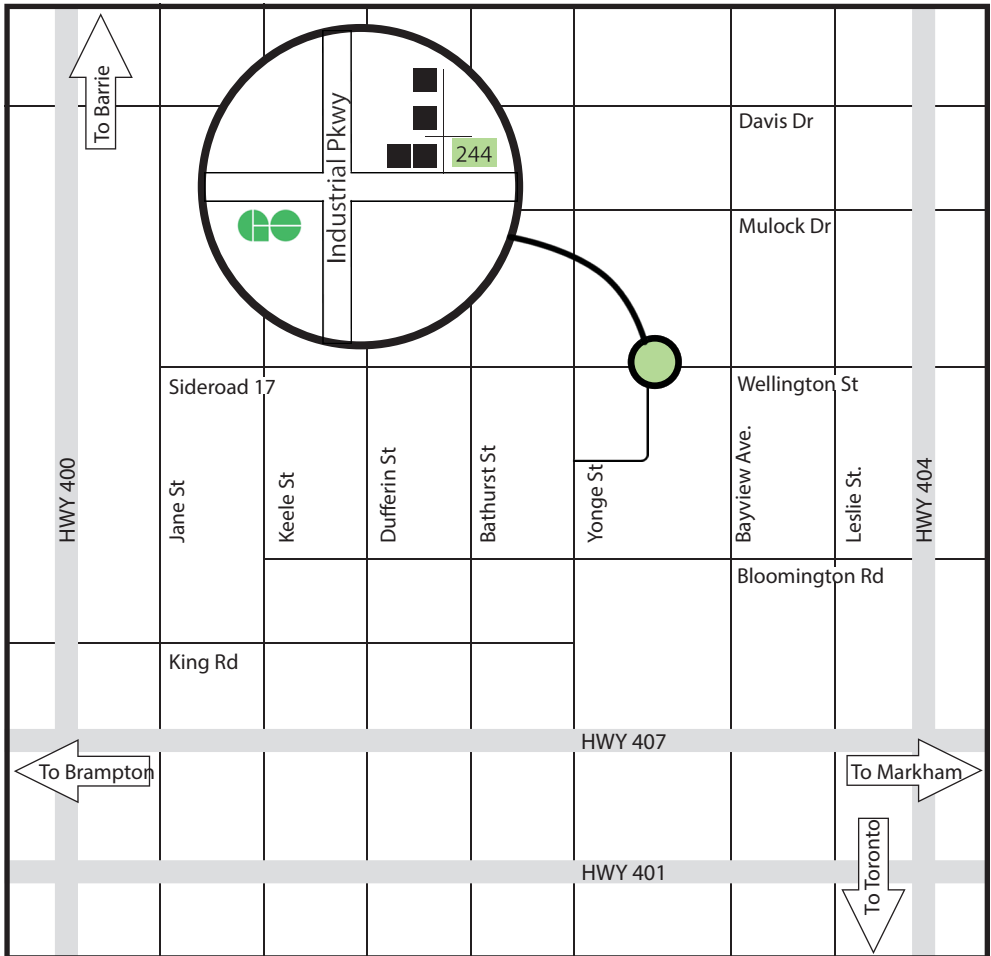 To Barrie
Industrial Pkwy
244
GO
Davis Dr
Mulock Dr
Sideroad 17
Wellington St
HWY 400
Jane St
Keele St
Dufferin St
Bathurst St
Yonge St
Bayview Ave.
Leslie St.
HWY 404
Bloomington Rd
King Rd
HWY 407
To Brampton
To Markham
HWY 401
To Toronto